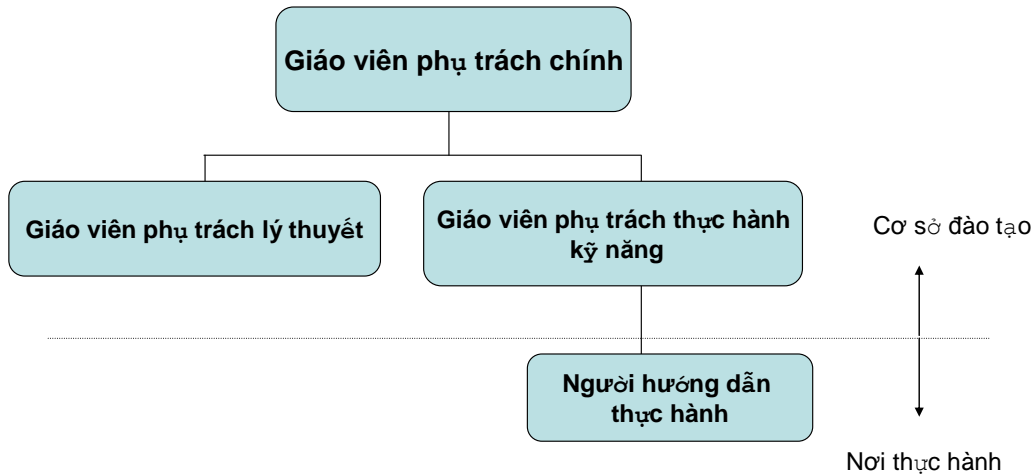 Giáo viên phụ trách chính
Giáo viên phụ trách lý thuyết
Giáo viên phụ trách thực hành
kỹ năng
Cơ sở đào tạo
Người hướng dẫn
thực hành
Nơi thực hành